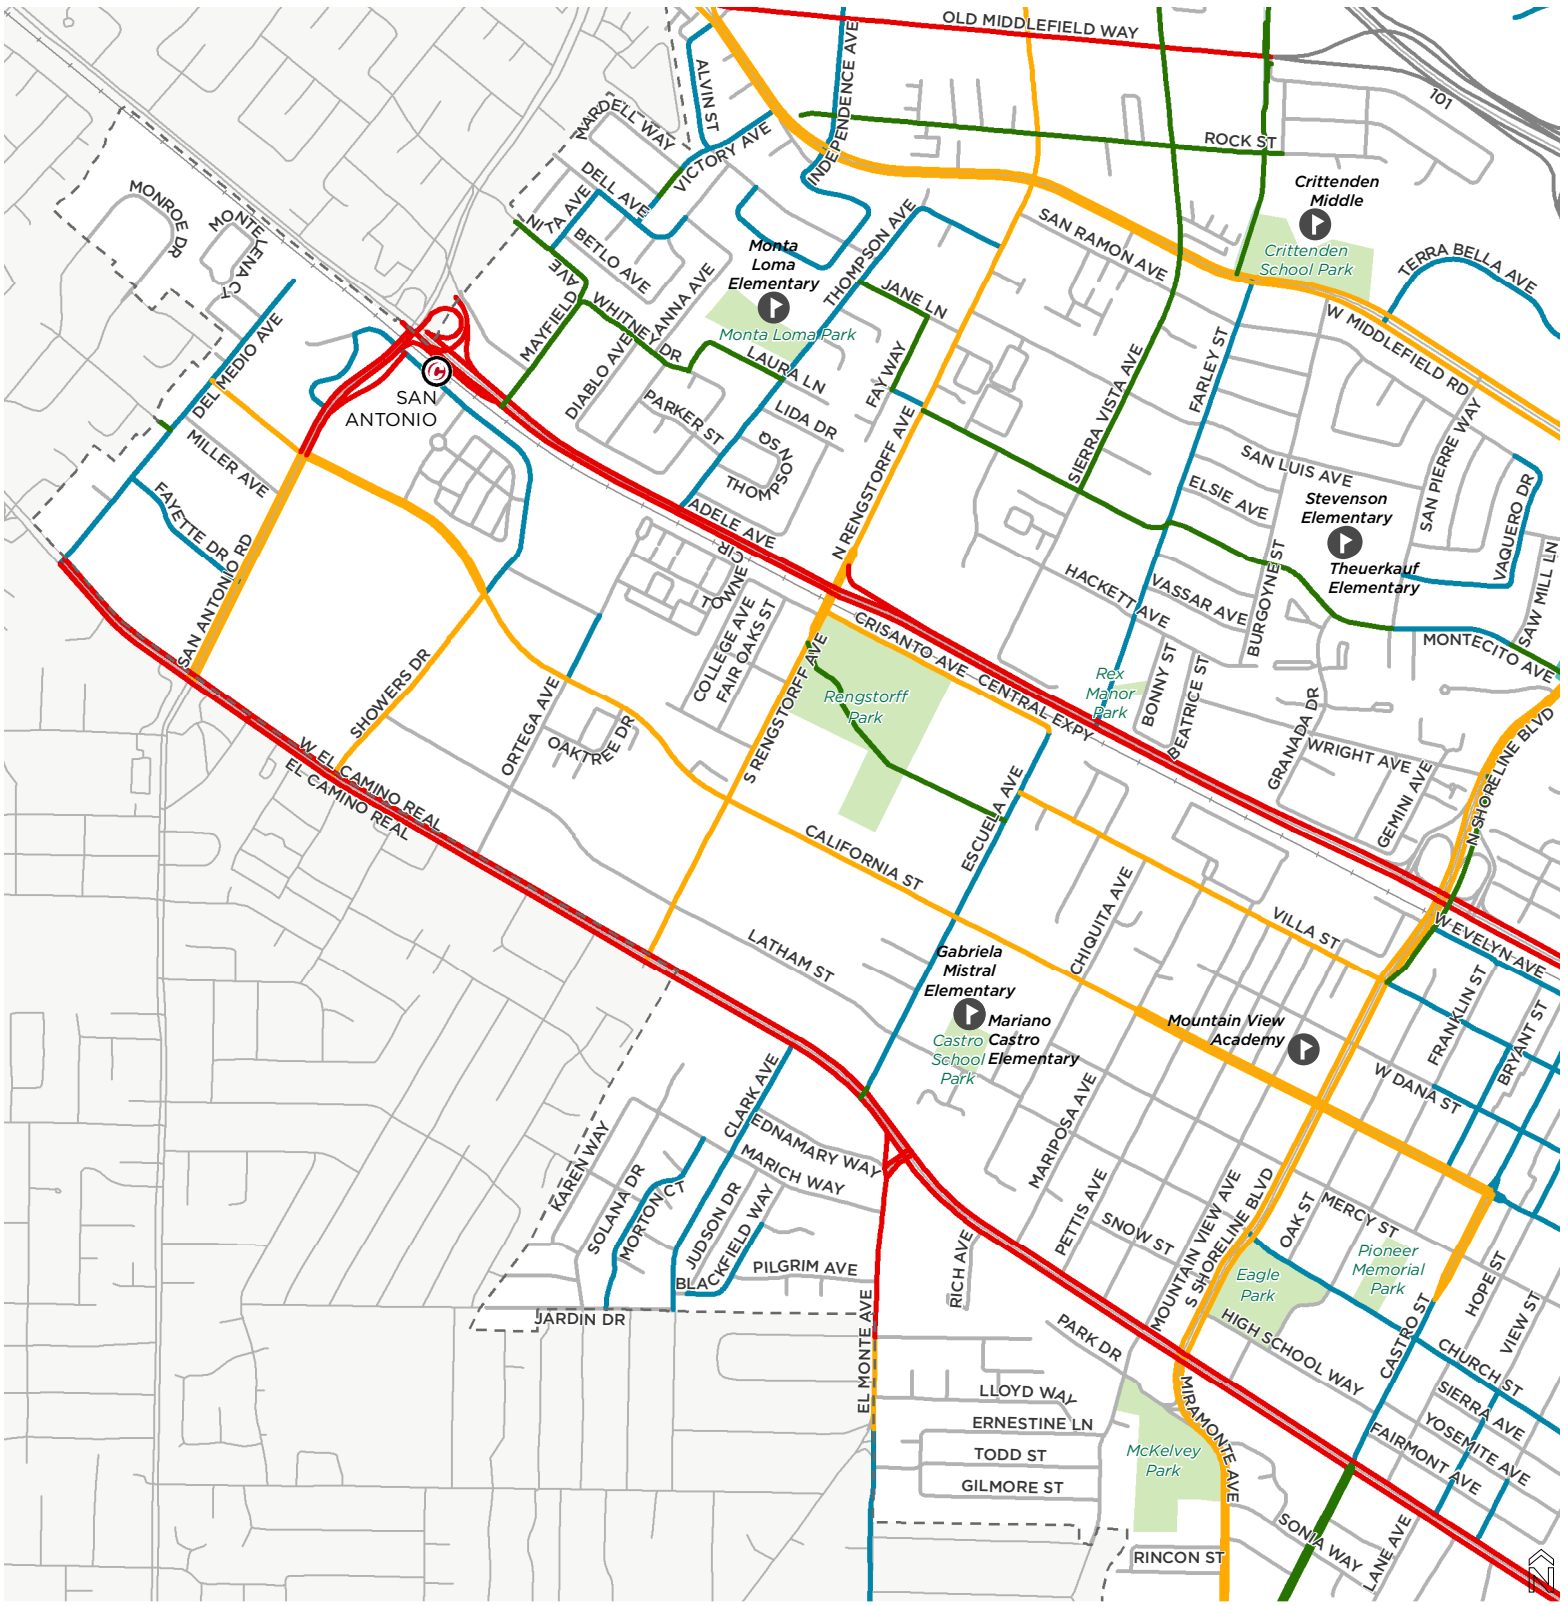 OLD MIDDLEFIELD WAY
INDEPENDENCE AVE
ALVIN ST
101
MARDELL WAY
VICTORY AVE
ROCK ST
Crittenden
Middle
Crittenden
School Park
MONROE DR
MONTELENA CT
DELL AVE
NITA AVE
BETLO AVE
Monta
Loma
Elementary
Monta Loma Park
THOMPSON AVE
SAN RAMON AVE
TERRA BELLA AVE
W MIDDLEFIELD RD
MAYFIELD AVE
WHITNEY DR
ANNA AVE
DIABLO AVE
JANE LN
LAURA LN
FAYWAY
FARLEY ST
SIERRA VISTA AVE
DEL MEDIO AVE
SAN
ANTONIO
PARKER ST
LIDA DR
THOMPSON SQ
MILLER AVE
FAYETTE DR
SAN ANTONIO RD
ADELE AVE
N RENGSTORFF AVE
SAN LUIS AVE
ELSIE AVE
SAN PIERRE WAY
Stevenson
Elementary
Theuerkauf
Elementary
VAQUERO DR
SAW MILL LN
TOWNE CIR
COLLEGE AVE
FAIR OAKS ST
CRISANTO AVE
CENTRAL EXPY
HACKETT AVE
VASSAR AVE
BURGOYNE ST
MONTECITO AVE
Rengstorff
Park
Rex
Manor
Park
BONNY ST
BEATRICE ST
GRANADA DR
WRIGHT AVE
GEMINI AVE
N SHORELINE BLVD
SHOWERS DR
ORTEGA AVE
OAKTREE DR
S RENGSTORFF AVE
W EL CAMINO REAL
EL CAMINO REAL
CALIFORNIA ST
ESCUELA AVE
CHIQUITA AVE
VILLA ST
W EVELYN AVE
LATHAM ST
Gabriela
Mistral
Elementary
Mariano
Castro
Elementary
Castro
School
Park
Mountain View
Academy
FRANKLIN ST
BRYANT ST
W DANA ST
CLARK AVE
EDNAMARY WAY
MARICH WAY
KAREN WAY
SOLANA DR
MORTON CT
JUDSON DR
BLACKFIELD WAY
PILGRIM AVE
JARDIN DR
EL MONTE AVE
MARIPOSA AVE
PETTIS AVE
SNOW ST
RICH AVE
MOUNTAIN VIEW AVE
S SHORELINE BLVD
OAK ST
MERCY ST
Eagle
Park
Pioneer
Memorial
Park
HOPE ST
VIEW ST
CASTRO ST
HIGH SCHOOL WAY
CHURCH ST
PARK DR
LLOYD WAY
ERNESTINE LN
TODD ST
GILMORE ST
McKelvey
Park
MIRAMONTE AVE
SIERRA AVE
YOSEMITE AVE
FAIRMONT AVE
SONIA WAY
LANE AVE
RINCON ST
N